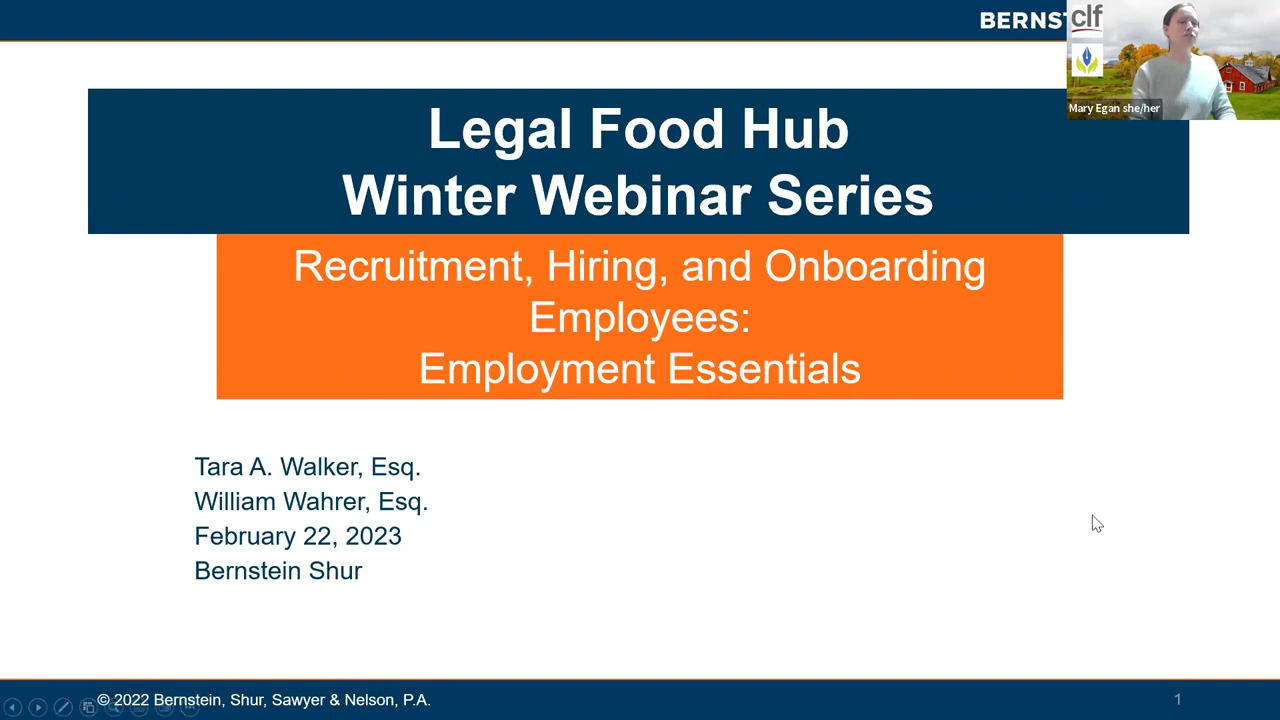 BERNST
clf
Mary Egan she/her
Legal Food Hub
Winter Webinar Series
Recruitment, Hiring, and Onboarding
Employees:
Employment Essentials
Tara A. Walker, Esq.
William Wahrer, Esq.
February 22, 2023
Bernstein Shur
© 2022 Bernstein, Shur, Sawyer & Nelson, P.A.
1